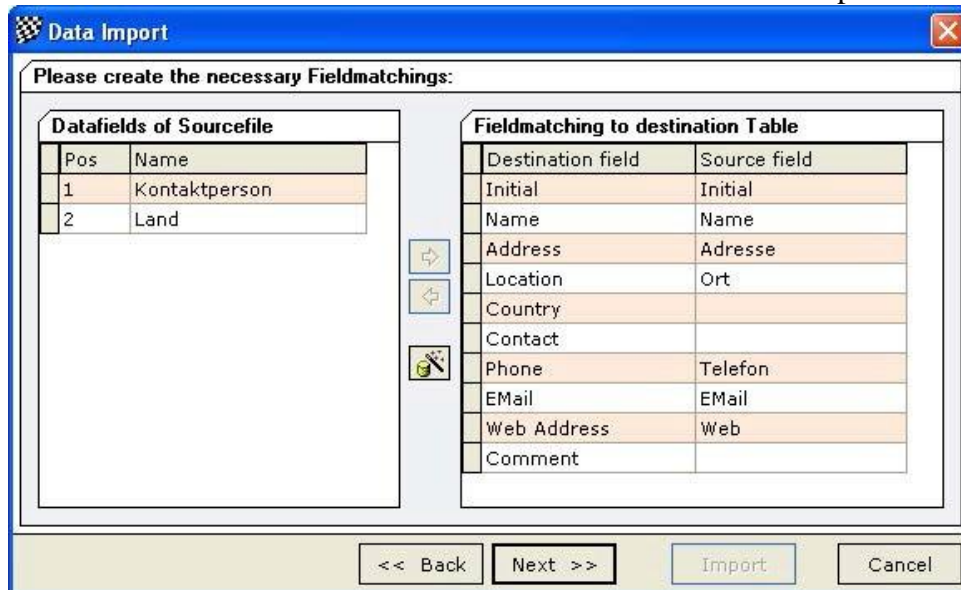 Data Import
Please create the necessary Fieldmatchings:
Datafields of Sourcefile
Pos Name
1 Kontaktperson
2 Land
Fieldmatching to destination Table
Destination field Source field
Initial Initial
Name Name
Address Adresse
Location Ort
Country
Contact
Phone Telefon
EMail EMail
Web Address Web
Comment
<< Back Next >> Import Cancel